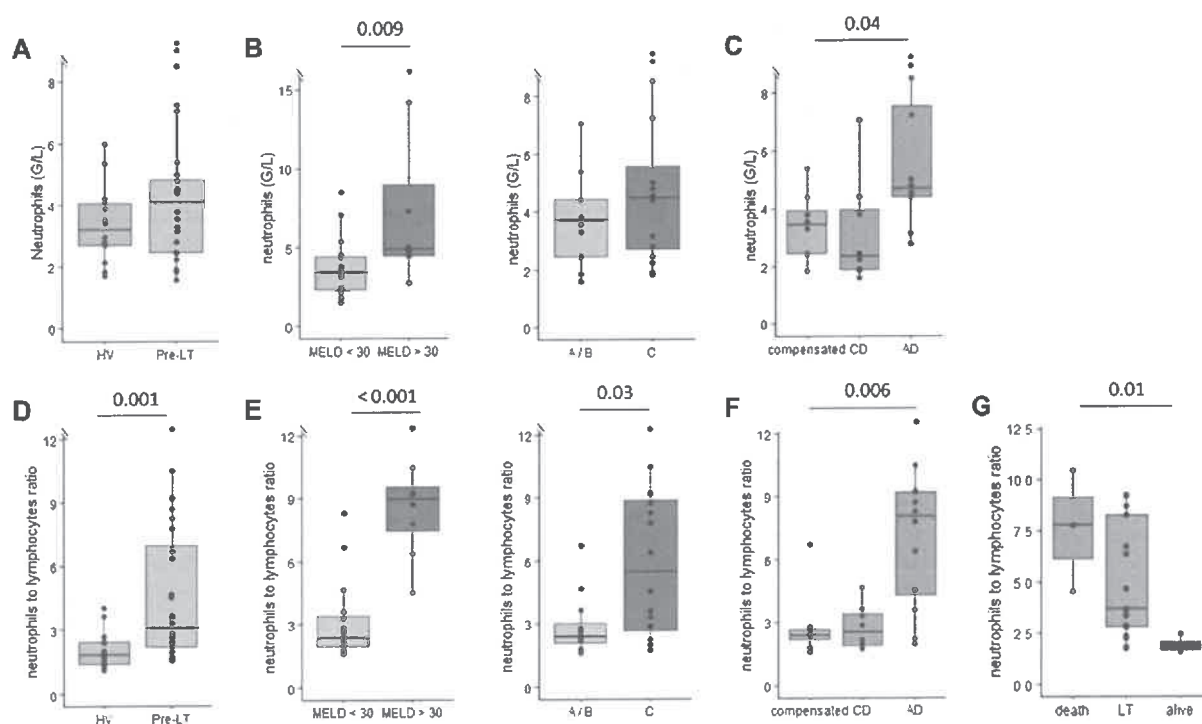 A
Neutrophils (G/L)
8
6
4
2
0
HV Pre-LT
B
0.009
neutrophils (G/L)
15
10
5
0
MELD < 30 MELD > 30
neutrophils (G/L)
8
6
4
2
0
A / B C
C
0.04
neutrophils (G/L)
8
6
4
2
0
compensated CD AD
D
0.001
neutrophils to lymphocytes ratio
12
9
6
3
0
HV Pre-LT
E
< 0.001
neutrophils to lymphocytes ratio
12
9
6
3
0
MELD < 30 MELD > 30
0.03
neutrophils to lymphocytes ratio
12
9
6
3
0
A / B C
F
0.006
neutrophils to lymphocytes ratio
12
9
6
3
0
compensated CD AD
G
0.01
neutrophils to lymphocytes ratio
12.5
10.0
7.5
5.0
2.5
0.0
death LT alive